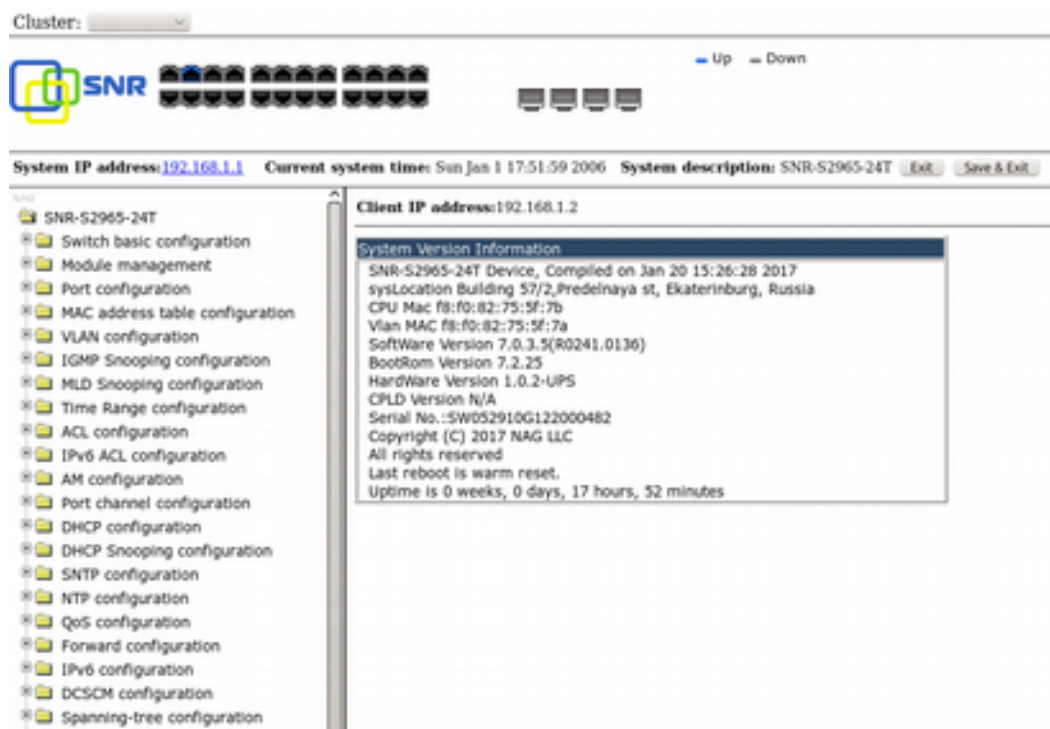 Cluster:
Up Down
SNR
System IP address:192.168.1.1 Current system time: Sun Jan 1 17:51:59 2006 System description: SNR-S2965-24T Exit Save & Exit
NAG
SNR-S2965-24T
Switch basic configuration
Module management
Port configuration
MAC address table configuration
VLAN configuration
IGMP Snooping configuration
MLD Snooping configuration
Time Range configuration
ACL configuration
IPv6 ACL configuration
AM configuration
Port channel configuration
DHCP configuration
DHCP Snooping configuration
SNTP configuration
NTP configuration
QoS configuration
Forward configuration
IPv6 configuration
DCSCM configuration
Spanning-tree configuration
Client IP address:192.168.1.2
System Version Information
SNR-S2965-24T Device, Compiled on Jan 20 15:26:28 2017
sysLocation Building 57/2,Predelnaya st, Ekaterinburg, Russia
CPU Mac f8:f0:82:75:5f:7b
Vlan MAC f8:f0:82:75:5f:7a
SoftWare Version 7.0.3.5(R0241.0136)
BootRom Version 7.2.25
HardWare Version 1.0.2-UPS
CPLD Version N/A
Serial No.:SW052910G122000482
Copyright (C) 2017 NAG LLC
All rights reserved
Last reboot is warm reset.
Uptime is 0 weeks, 0 days, 17 hours, 52 minutes